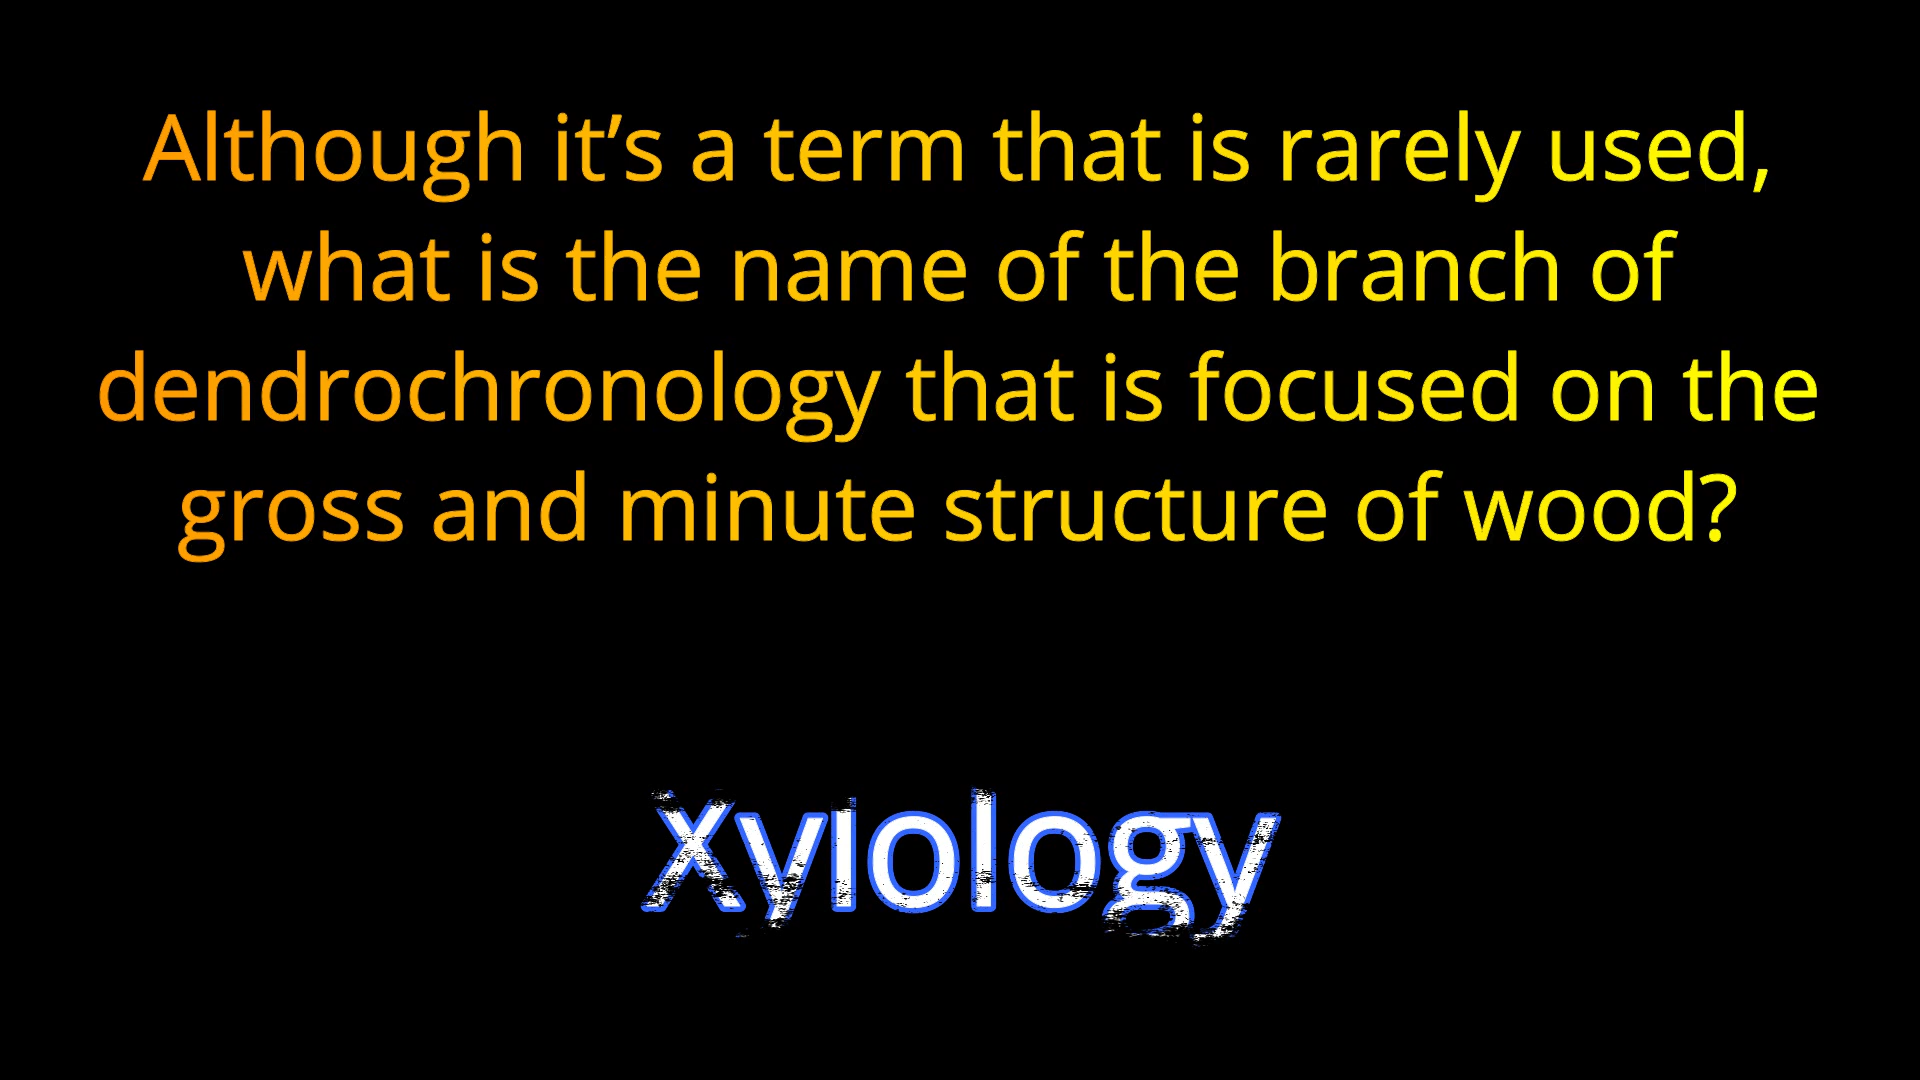 Although it’s a term that is rarely used,
what is the name of the branch of
dendrochronology that is focused on the
gross and minute structure of wood?
Xylology